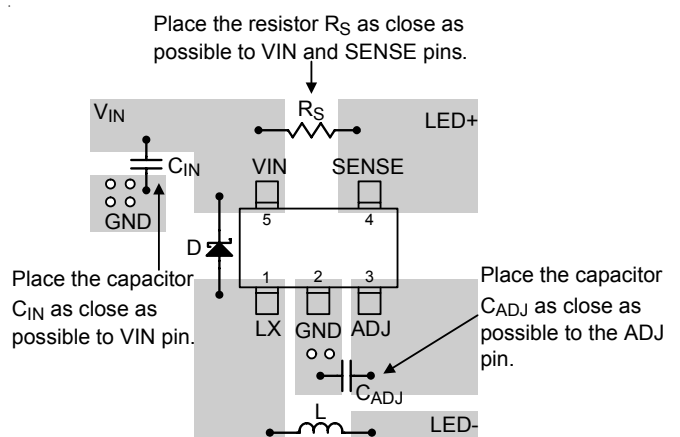 Place the resistor RS as close as
possible to VIN and SENSE pins.
VIN
RS
LED+
CIN
VIN
SENSE
GND
5
4
D
Place the capacitor
CIN as close as
possible to VIN pin.
1
2
3
LX
GND
ADJ
Place the capacitor
CADJ as close as
possible to the ADJ
pin.
CADJ
L
LED-